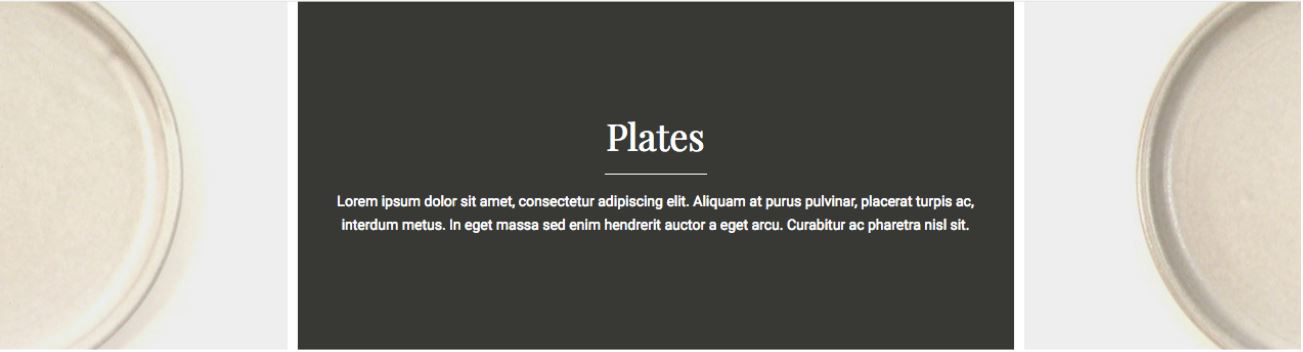 Plates
Lorem ipsum dolor sit amet, consectetur adipiscing elit. Aliquam at purus pulvinar, placerat turpis ac,
interdum metus. In eget massa sed enim hendrerit auctor a eget arcu. Curabitur ac pharetra nisl sit.